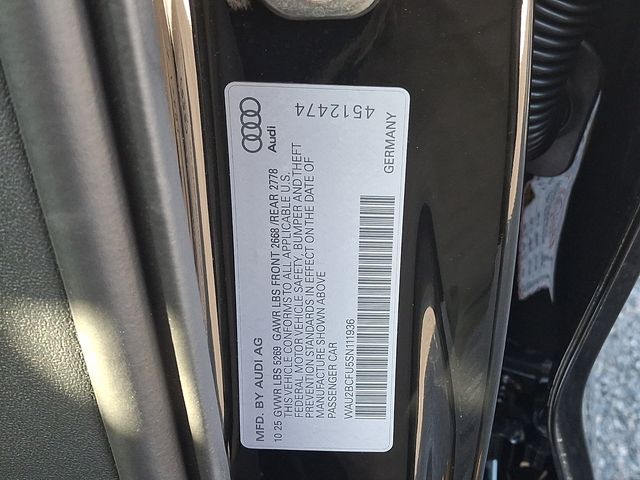 MFD. BY AUDI AG
10 25 GVWR LBS 5269 GAWR LBS FRONT 2668 /REAR 2778
THIS VEHICLE CONFORMS TO ALL APPLICABLE U.S.
FEDERAL MOTOR VEHICLE SAFETY, BUMPER AND THEFT
PREVENTION STANDARDS IN EFFECT ON THE DATE OF
MANUFACTURE SHOWN ABOVE
PASSENGER CAR
WAU2BCFU5SN111936
Audi
4512474
GERMANY